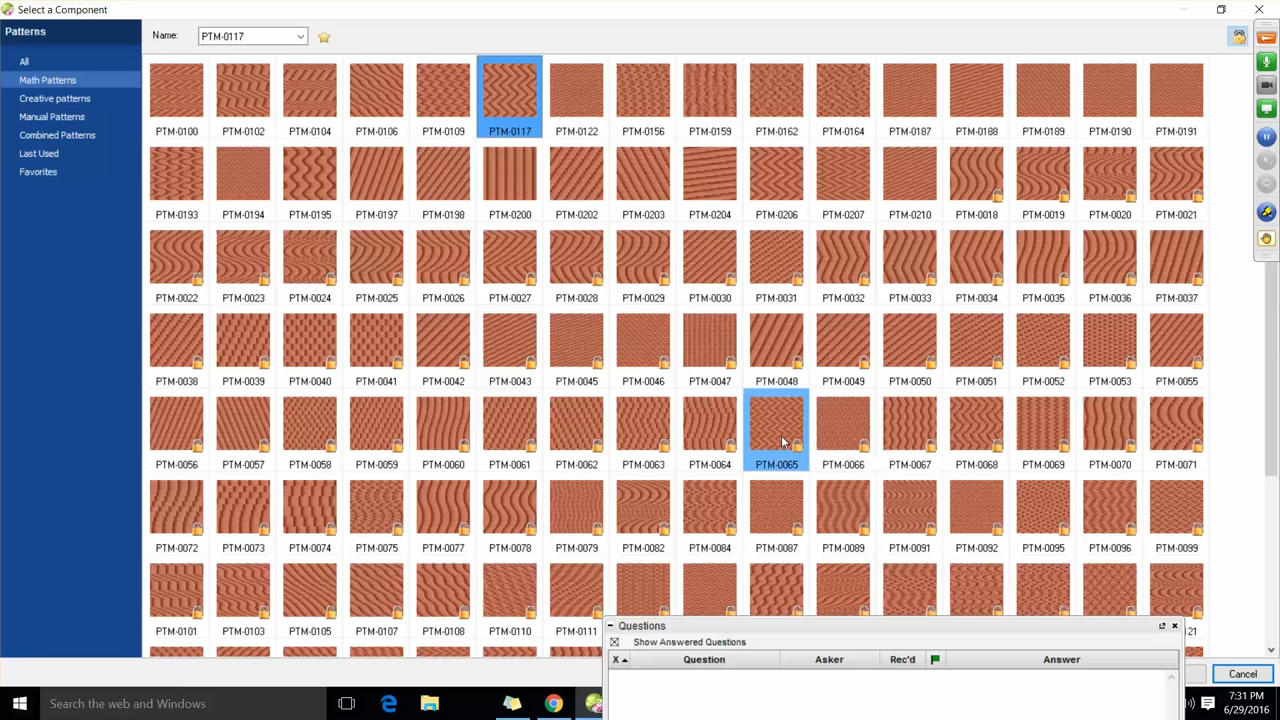 Select a Component
Patterns
Name: PTM-0117
All
Math Patterns
Creative patterns
Manual Patterns
Combined Patterns
Last Used
Favorites
PTM-0100 PTM-0102 PTM-0104 PTM-0106 PTM-0109 PTM-0117 PTM-0122 PTM-0156 PTM-0159 PTM-0162 PTM-0164 PTM-0187 PTM-0188 PTM-0189 PTM-0190 PTM-0191
PTM-0193 PTM-0194 PTM-0195 PTM-0197 PTM-0198 PTM-0200 PTM-0202 PTM-0203 PTM-0204 PTM-0206 PTM-0207 PTM-0210 PTM-0018 PTM-0019 PTM-0020 PTM-0021
PTM-0022 PTM-0023 PTM-0024 PTM-0025 PTM-0026 PTM-0027 PTM-0028 PTM-0029 PTM-0030 PTM-0031 PTM-0032 PTM-0033 PTM-0034 PTM-0035 PTM-0036 PTM-0037
PTM-0038 PTM-0039 PTM-0040 PTM-0041 PTM-0042 PTM-0043 PTM-0045 PTM-0046 PTM-0047 PTM-0048 PTM-0049 PTM-0050 PTM-0051 PTM-0052 PTM-0053 PTM-0055
PTM-0056 PTM-0057 PTM-0058 PTM-0059 PTM-0060 PTM-0061 PTM-0062 PTM-0063 PTM-0064 PTM-0065 PTM-0066 PTM-0067 PTM-0068 PTM-0069 PTM-0070 PTM-0071
PTM-0072 PTM-0073 PTM-0074 PTM-0075 PTM-0077 PTM-0078 PTM-0079 PTM-0082 PTM-0084 PTM-0087 PTM-0089 PTM-0091 PTM-0092 PTM-0095 PTM-0096 PTM-0099
PTM-0101 PTM-0103 PTM-0105 PTM-0107 PTM-0108 PTM-0110 PTM-0111 121
Questions
Show Answered Questions
X Question Asker Rec'd Answer
Cancel
Search the web and Windows
7:31 PM
6/29/2016